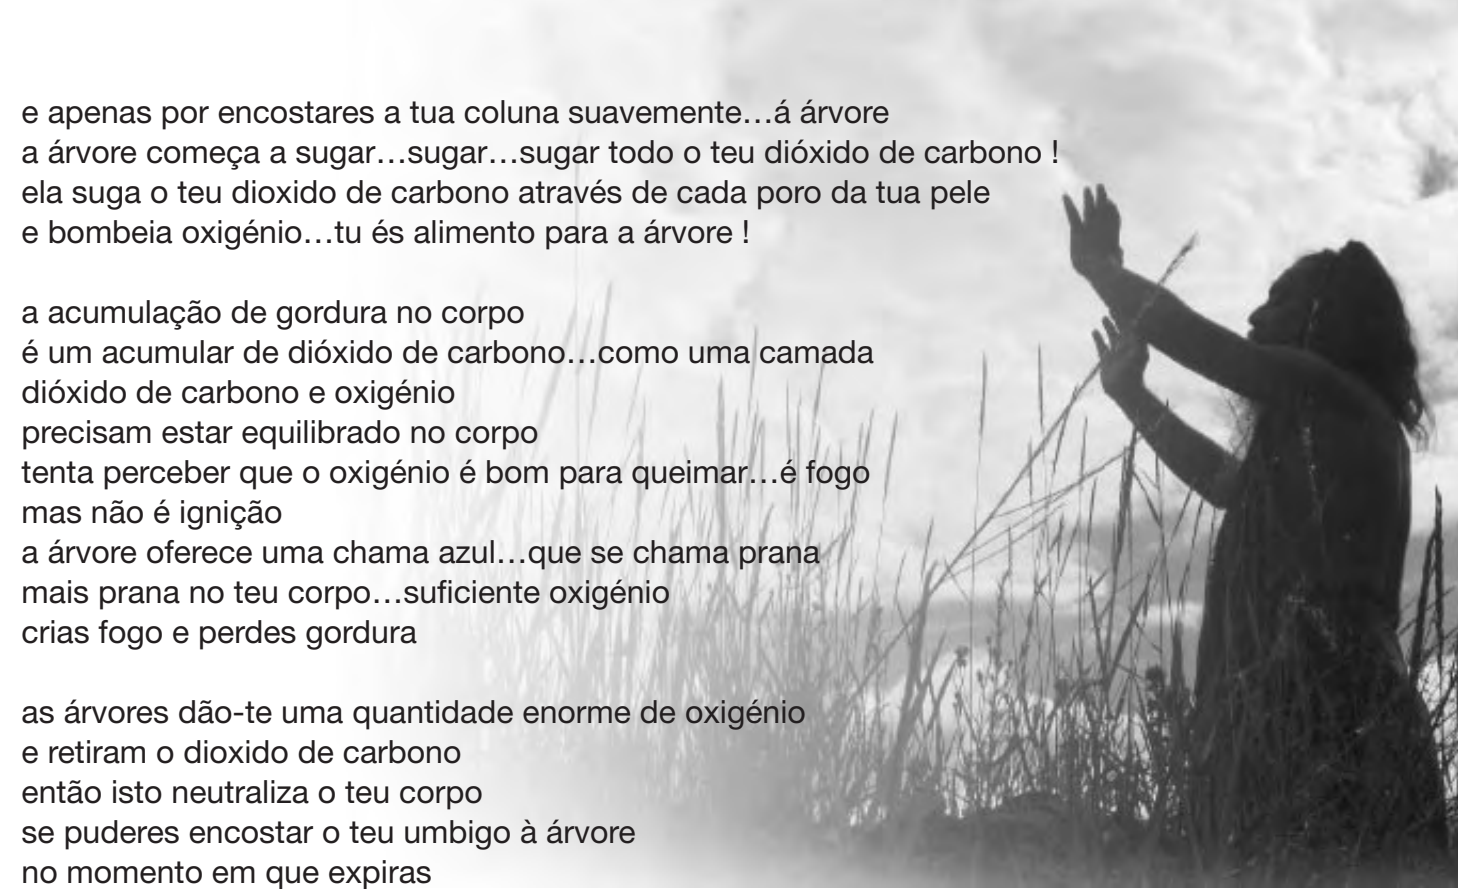 e apenas por encostares a tua coluna suavemente…á árvore
a árvore começa a sugar…sugar…sugar todo o teu dióxido de carbono !
ela suga o teu dioxido de carbono através de cada poro da tua pele
e bombeia oxigénio…tu és alimento para a árvore !
a acumulação de gordura no corpo
é um acumular de dióxido de carbono…como uma camada
dióxido de carbono e oxigénio
precisam estar equilibrado no corpo
tenta perceber que o oxigénio é bom para queimar…é fogo
mas não é ignição
a árvore oferece uma chama azul…que se chama prana
mais prana no teu corpo…suficiente oxigénio
crias fogo e perdes gordura
as árvores dão-te uma quantidade enorme de oxigénio
e retiram o dioxido de carbono
então isto neutraliza o teu corpo
se puderes encostar o teu umbigo à árvore
no momento em que expiras